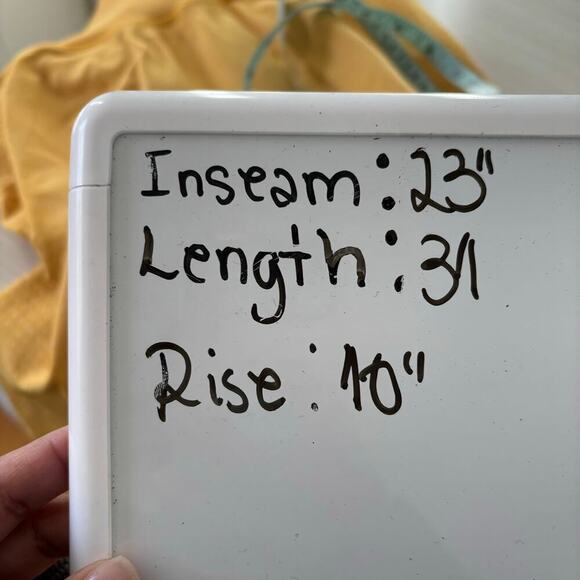 Inseam: 23"
Length: 31
Rise: 10"